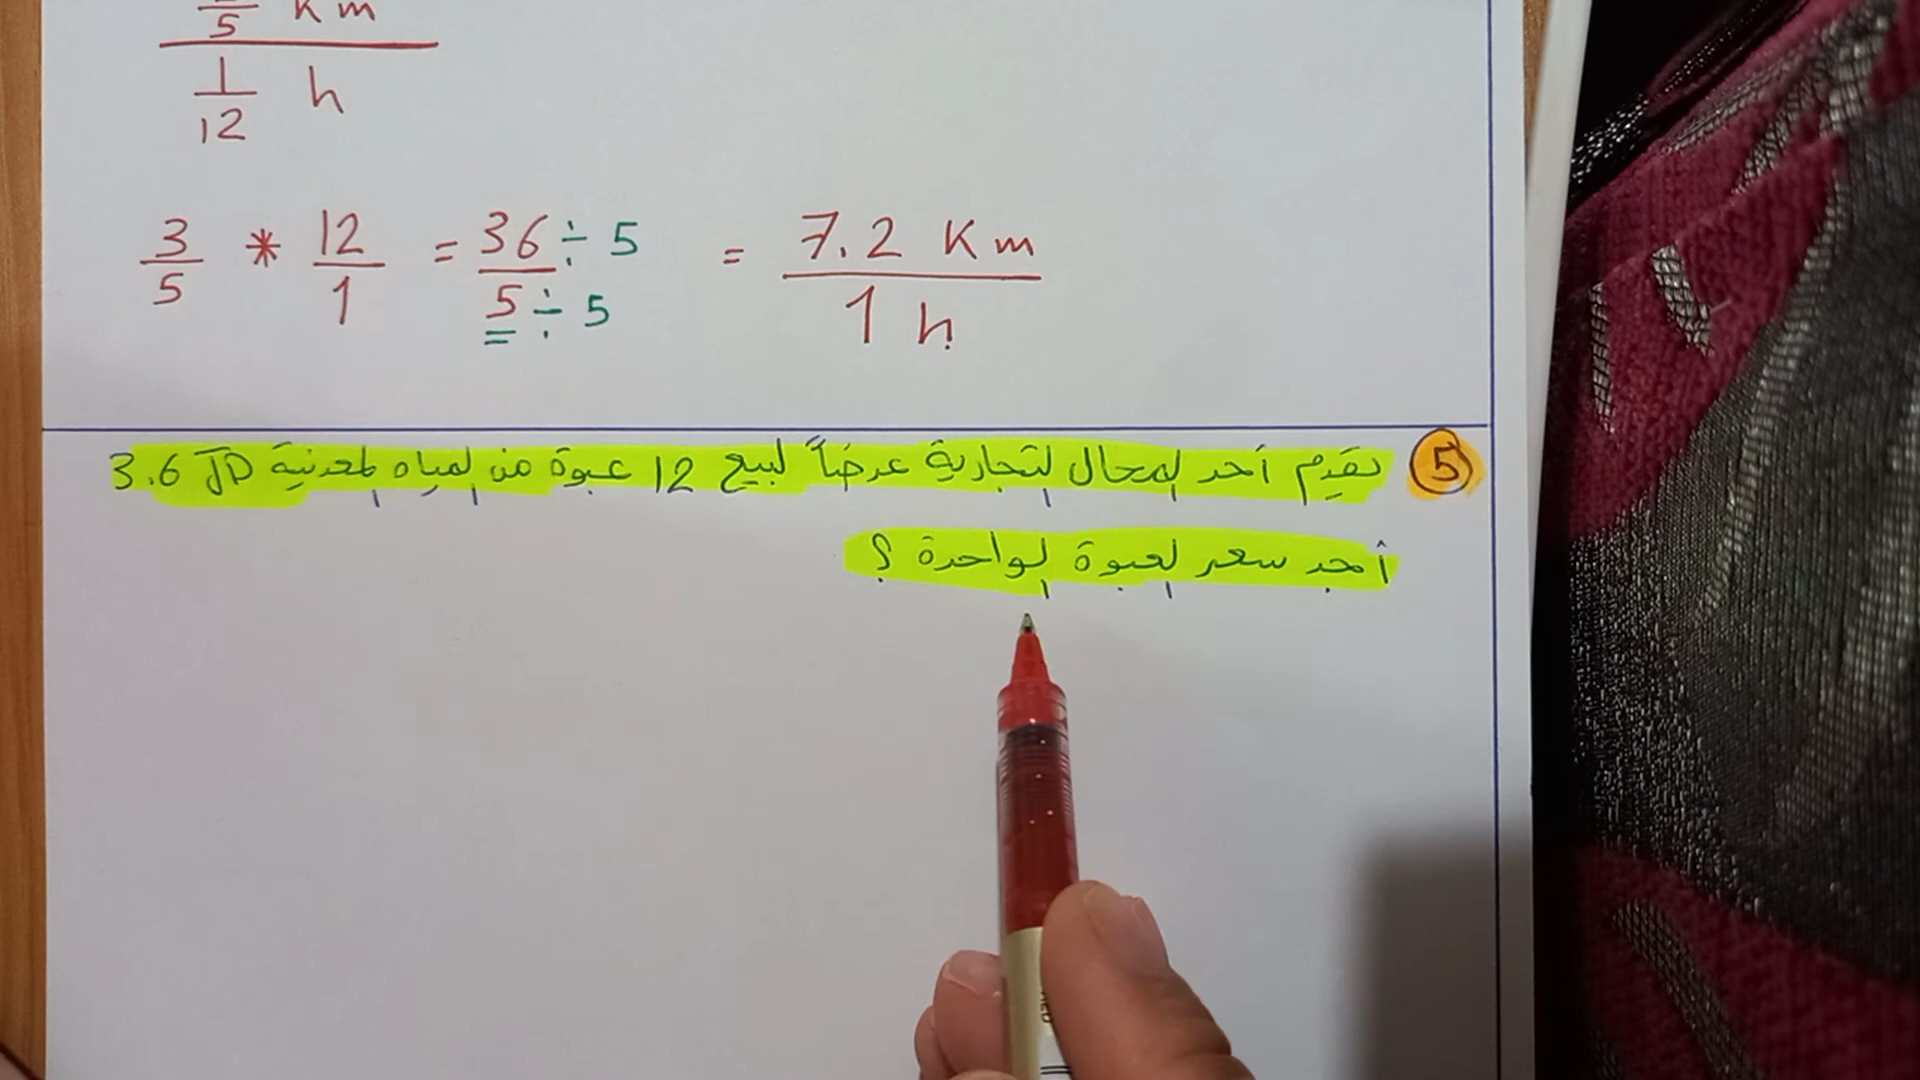 5 Km
1/12 h
3/5 * 12/1 = 36 ÷ 5 / 5 ÷ 5 = 7.2 Km / 1 h
5 يقدم أحد المحال التجارية عرضاً لبيع 12 عبوة من المياه المعدنية 3.6 JD
أجد سعر العبوة الواحدة ؟